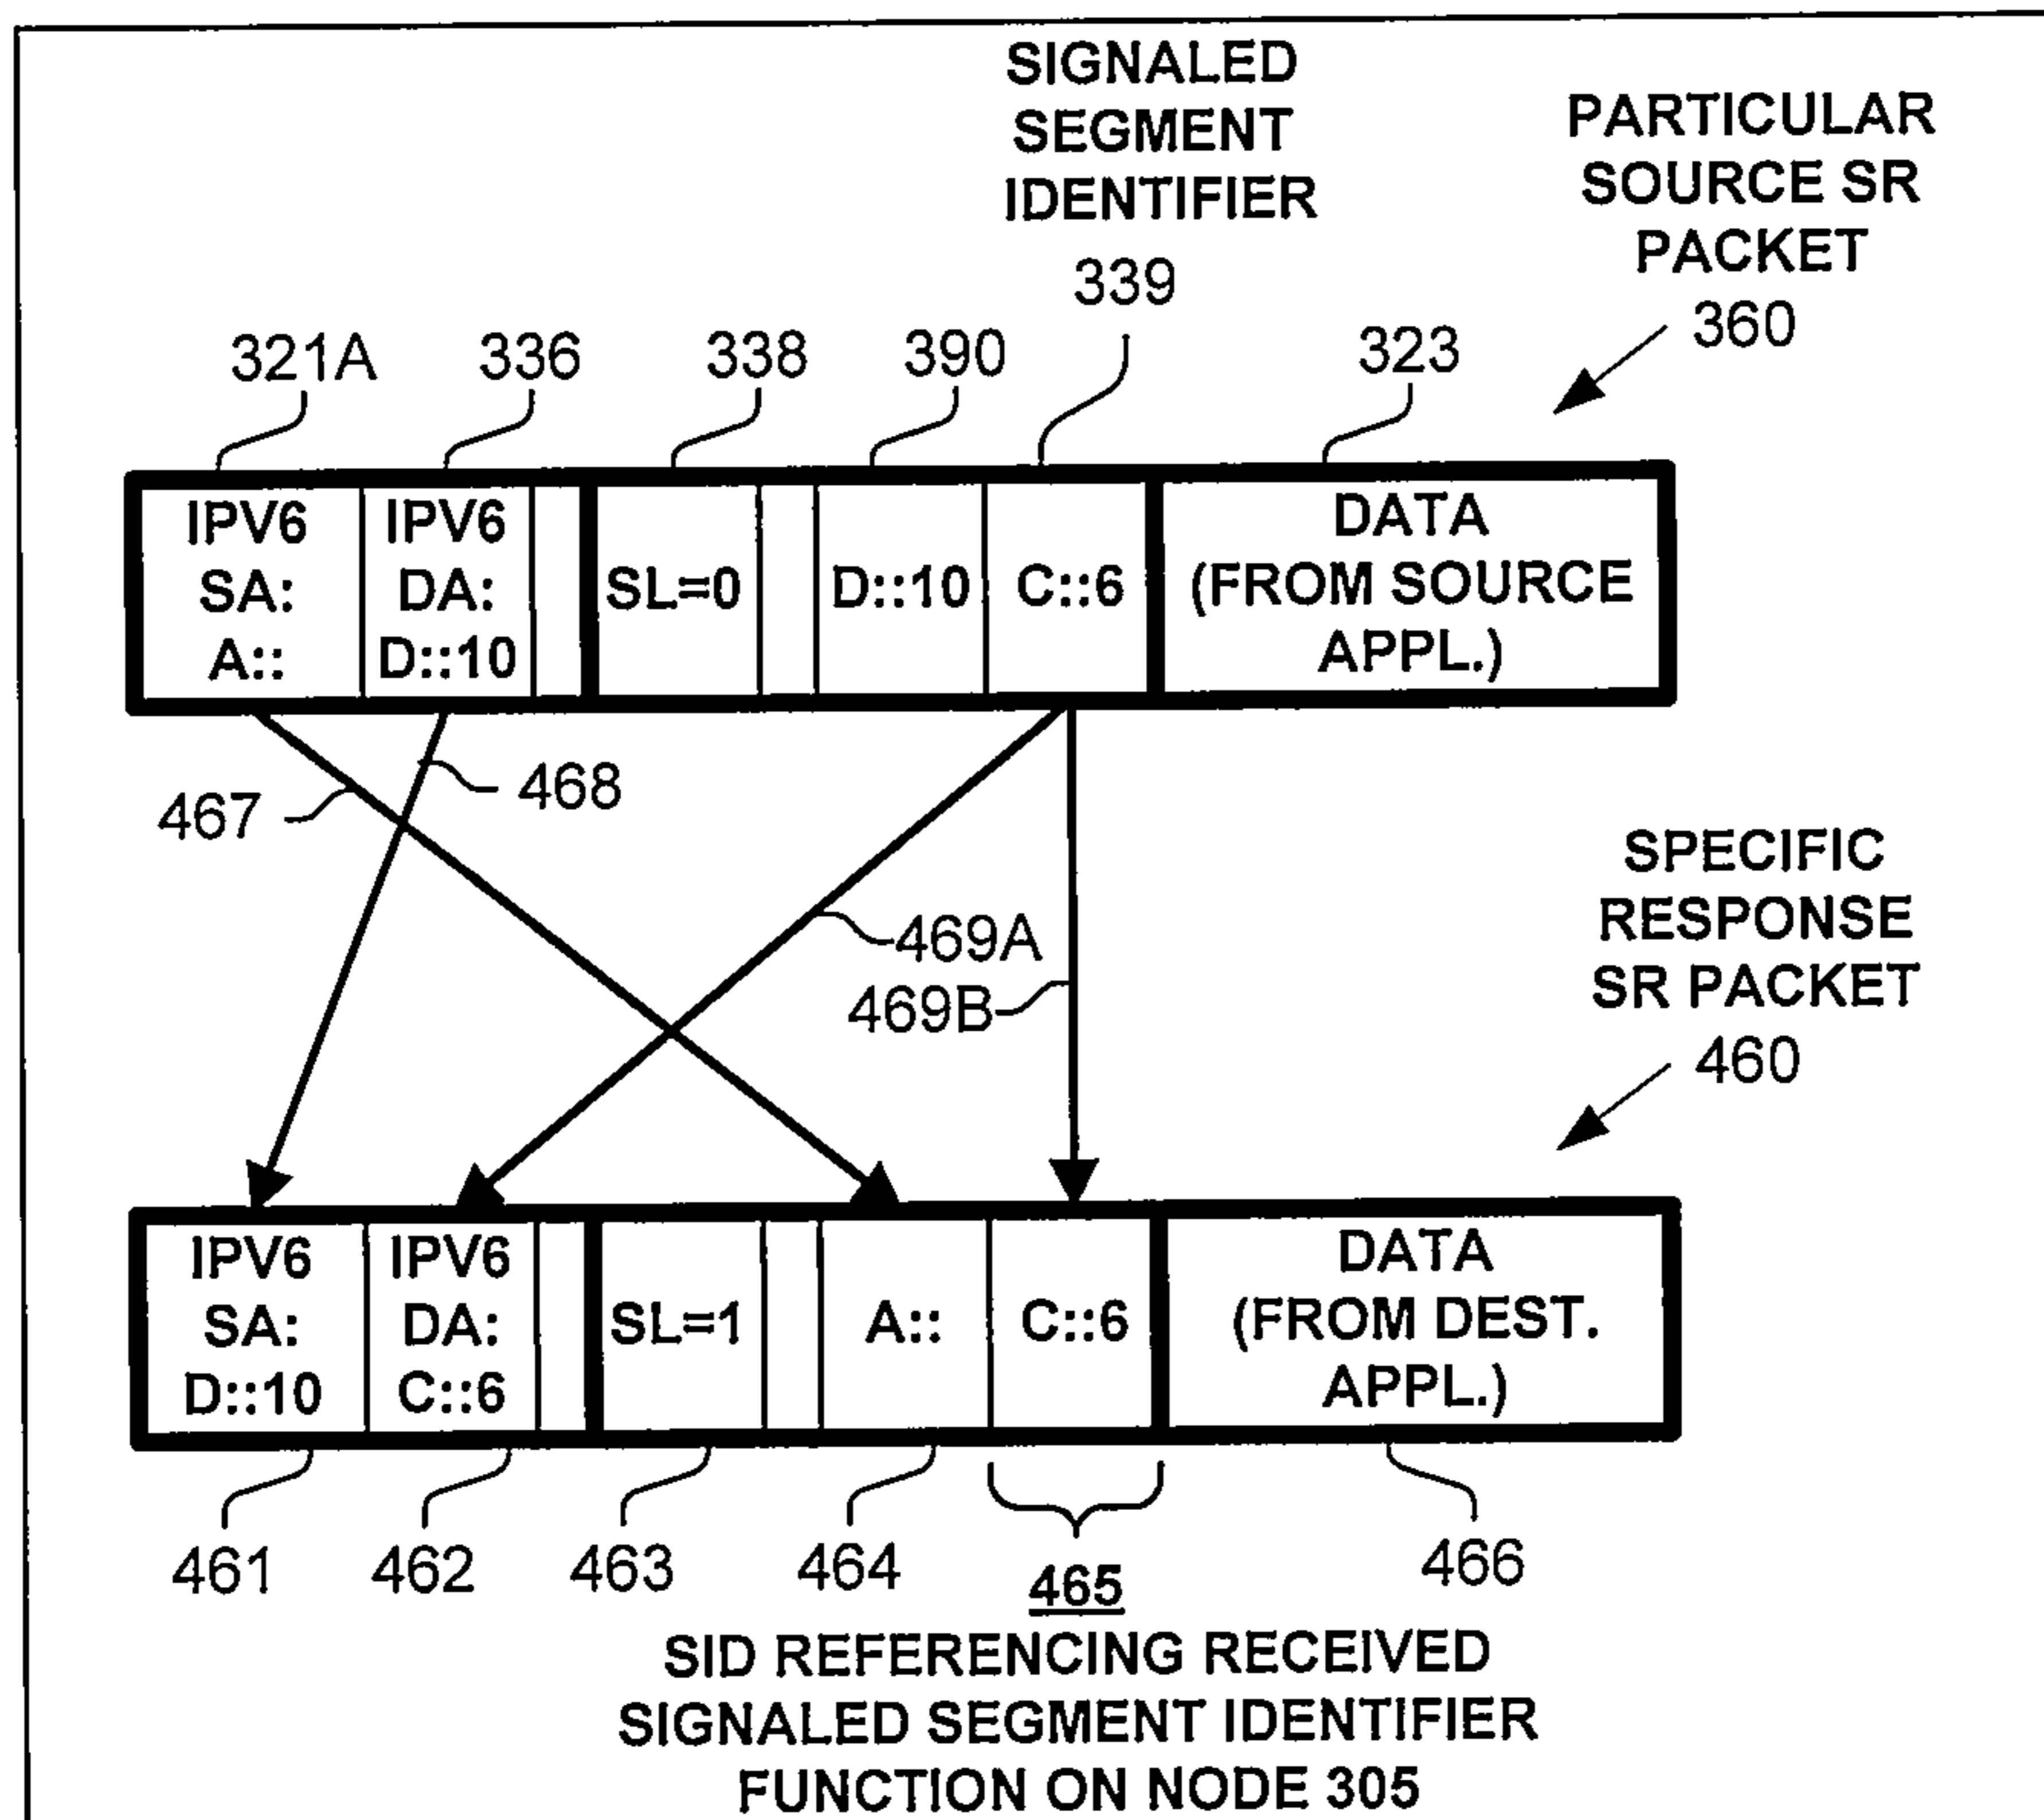 SIGNALED
SEGMENT
IDENTIFIER
339
PARTICULAR
SOURCE SR
PACKET
360
321A 336 338 390 323
IPV6
SA:
A::
IPV6
DA:
D::10
SL=0
D::10
C::6
DATA
(FROM SOURCE
APPL.)
467
468
469A
469B
SPECIFIC
RESPONSE
SR PACKET
460
IPV6
SA:
D::10
IPV6
DA:
C::6
SL=1
A::
C::6
DATA
(FROM DEST.
APPL.)
461 462 463 464 465 466
SID REFERENCING RECEIVED
SIGNALED SEGMENT IDENTIFIER
FUNCTION ON NODE 305